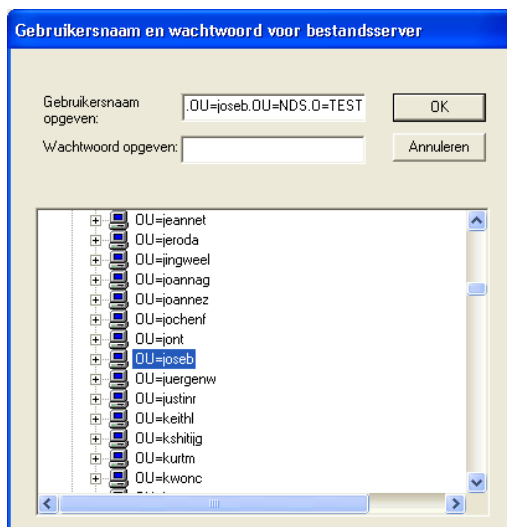 Gebruikersnaam en wachtwoord voor bestandsserver
Gebruikersnaam
opgeven:
.OU=joseb.OU=NDS.O=TEST
OK
Wachtwoord opgeven:
Annuleren
OU=jeannet
OU=jeroda
OU=jingweel
OU=joannag
OU=joannez
OU=jochenf
OU=jont
OU=joseb
OU=juergenw
OU=justinr
OU=keithl
OU=kshitijg
OU=kurtm
OU=kwonc